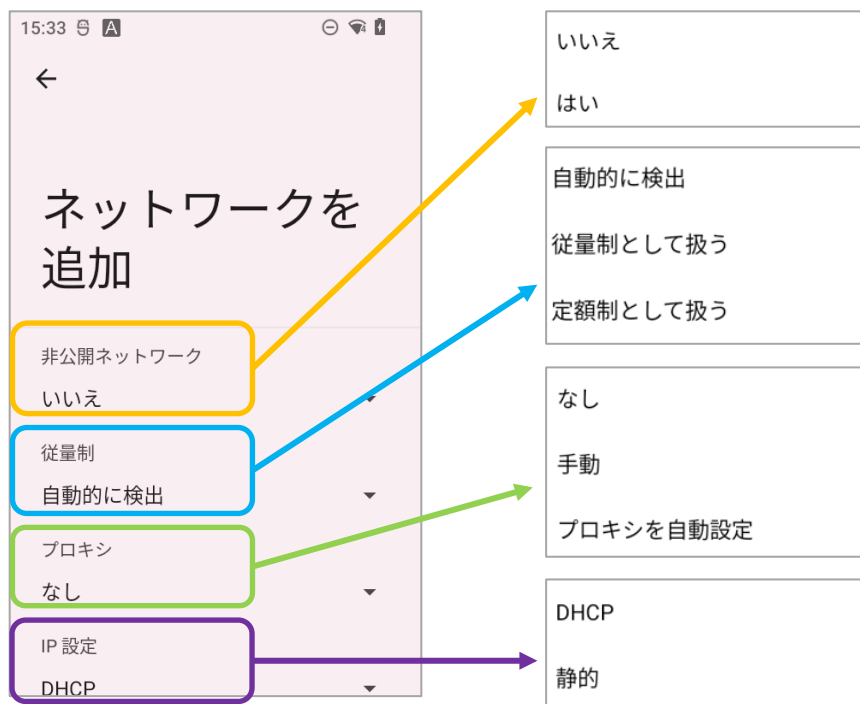 15:33 A
ネットワークを
追加
非公開ネットワーク
いいえ
従量制
自動的に検出
プロキシ
なし
IP 設定
DHCP
いいえ
はい
自動的に検出
従量制として扱う
定額制として扱う
なし
手動
プロキシを自動設定
DHCP
静的